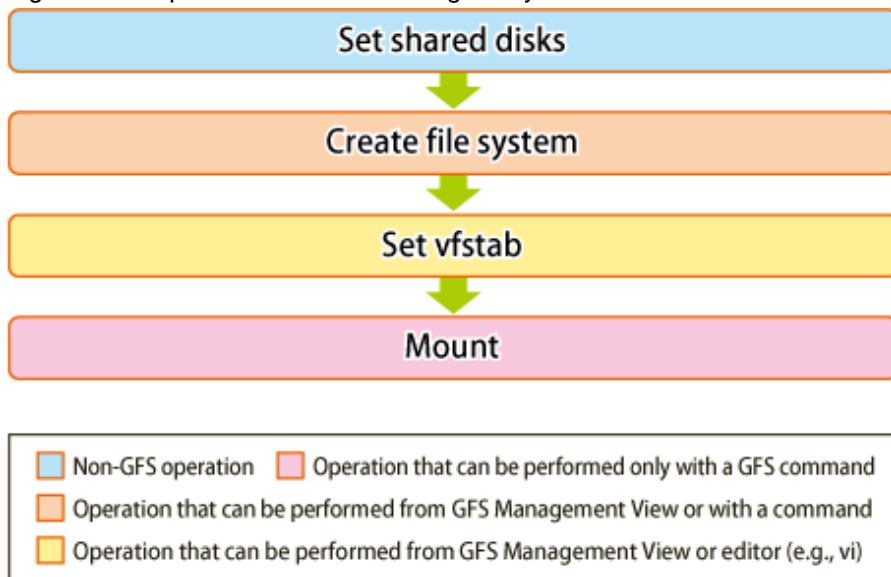 Set shared disks
Create file system
Set vfstab
Mount
Non-GFS operation Operation that can be performed only with a GFS command
Operation that can be performed from GFS Management View or with a command
Operation that can be performed from GFS Management View or editor (e.g., vi)